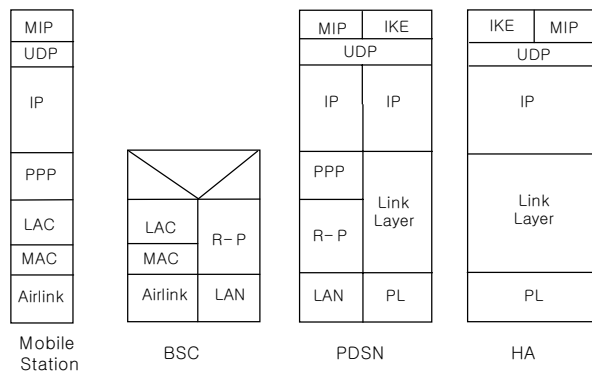 MIP
UDP
IP
PPP
LAC
MAC
Airlink
Mobile
Station
LAC
R-P
MAC
Airlink
LAN
BSC
MIP
IKE
UDP
IP
IP
PPP
Link
Layer
R-P
LAN
PL
PDSN
IKE
MIP
UDP
IP
Link
Layer
PL
HA